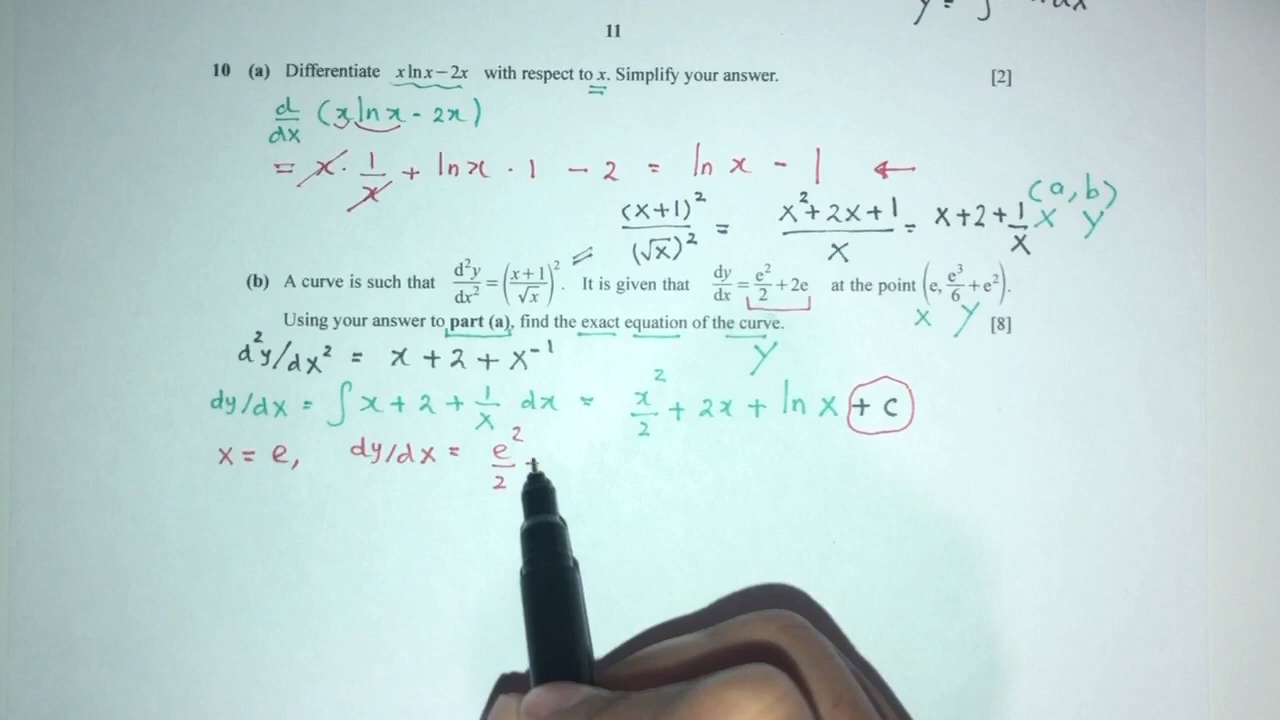 y = ∫
11
10 (a) Differentiate x ln x − 2x with respect to x. Simplify your answer. [2]
d/dx (x ln x - 2x)
= x · 1/x + ln x · 1 - 2 = ln x - 1 ←
(a, b)
x y
(x+1)²/(√x)² = (x²+2x+1)/x = x+2+1/x
(b) A curve is such that d²y/dx² = ((x+1)/√x)². It is given that dy/dx = e²/2 + 2e at the point (e, e³/6 + e²).
x y
Using your answer to part (a), find the exact equation of the curve. [8]
y
d²y/dx² = x + 2 + x⁻¹
dy/dx = ∫ x + 2 + 1/x dx = x²/2 + 2x + ln x + c
x = e, dy/dx = e²/2 +